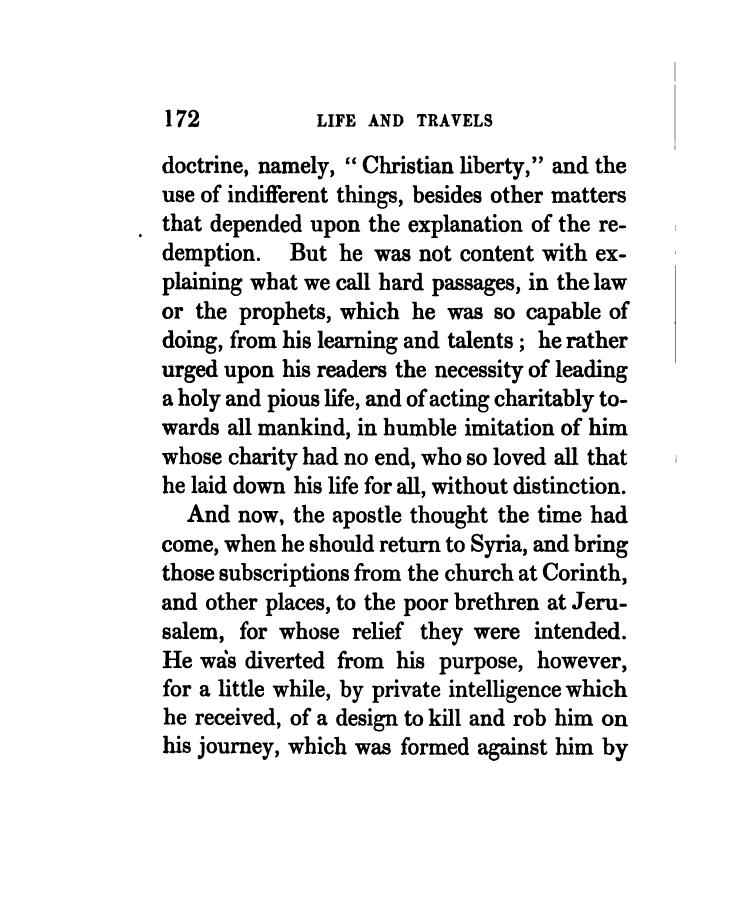 172 LIFE AND TRAVELS
doctrine, namely, “ Christian liberty,” and the
use of indifferent things, besides other matters
that depended upon the explanation of the re-
demption. But he was not content with ex-
plaining what we call hard passages, in the law
or the prophets, which he was so capable of
doing, from his learning and talents ; he rather
urged upon his readers the necessity of leading
a holy and pious life, and of acting charitably to-
wards all mankind, in humble imitation of him
whose charity had no end, who so loved all that
he laid down his life for all, without distinction.
And now, the apostle thought the time had
come, when he should return to Syria, and bring
those subscriptions from the church at Corinth,
and other places, to the poor brethren at Jeru-
salem, for whose relief they were intended.
He was diverted from his purpose, however,
for a little while, by private intelligence which
he received, of a design to kill and rob him on
his journey, which was formed against him by